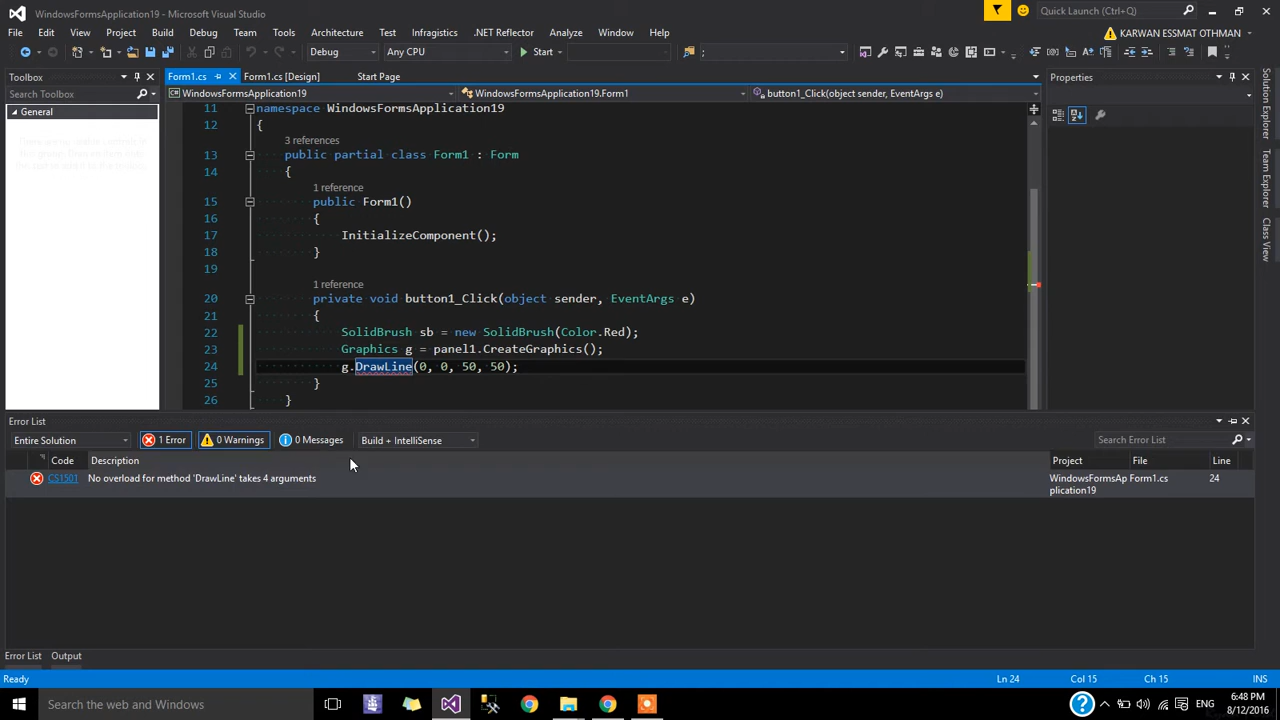 WindowsFormsApplication19 - Microsoft Visual Studio
Quick Launch (Ctrl+Q)
File Edit View Project Build Debug Team Tools Architecture Test Infragistics .NET Reflector Analyze Window Help
KARWAN ESSMAT OTHMAN
Debug Any CPU Start ;
Toolbox
Form1.cs Form1.cs [Design] Start Page
Properties
Search Toolbox
WindowsFormsApplication19 WindowsFormsApplication19.Form1 button1_Click(object sender, EventArgs e)
General
Solution Explorer
Team Explorer
Class View
11 namespace WindowsFormsApplication19
12 {
3 references
13 public partial class Form1 : Form
14 {
1 reference
15 public Form1()
16 {
17 InitializeComponent();
18 }
19
1 reference
20 private void button1_Click(object sender, EventArgs e)
21 {
22 SolidBrush sb = new SolidBrush(Color.Red);
23 Graphics g = panel1.CreateGraphics();
24 g.DrawLine(0, 0, 50, 50);
25 }
26 }
Error List
Entire Solution 1 Error 0 Warnings 0 Messages Build + IntelliSense Search Error List
Code Description Project File Line
CS1501 No overload for method 'DrawLine' takes 4 arguments WindowsFormsAp Form1.cs 24
plication19
Error List Output
Ready Ln 24 Col 15 Ch 15 INS
Search the web and Windows
ENG
6:48 PM
8/12/2016